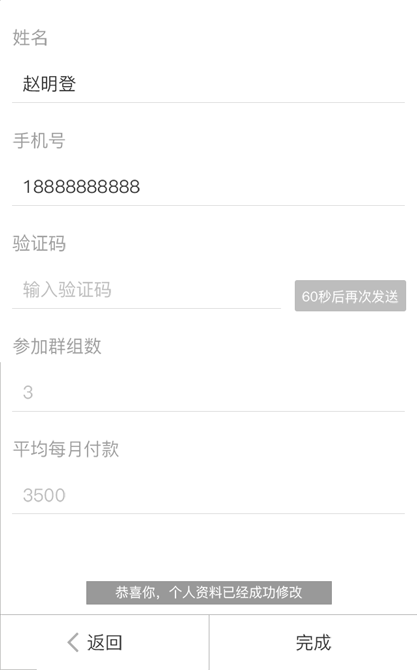 姓名
赵明登
手机号
18888888888
验证码
输入验证码
60秒后再次发送
参加群组数
3
平均每月付款
3500
恭喜你，个人资料已经成功修改
返回
完成